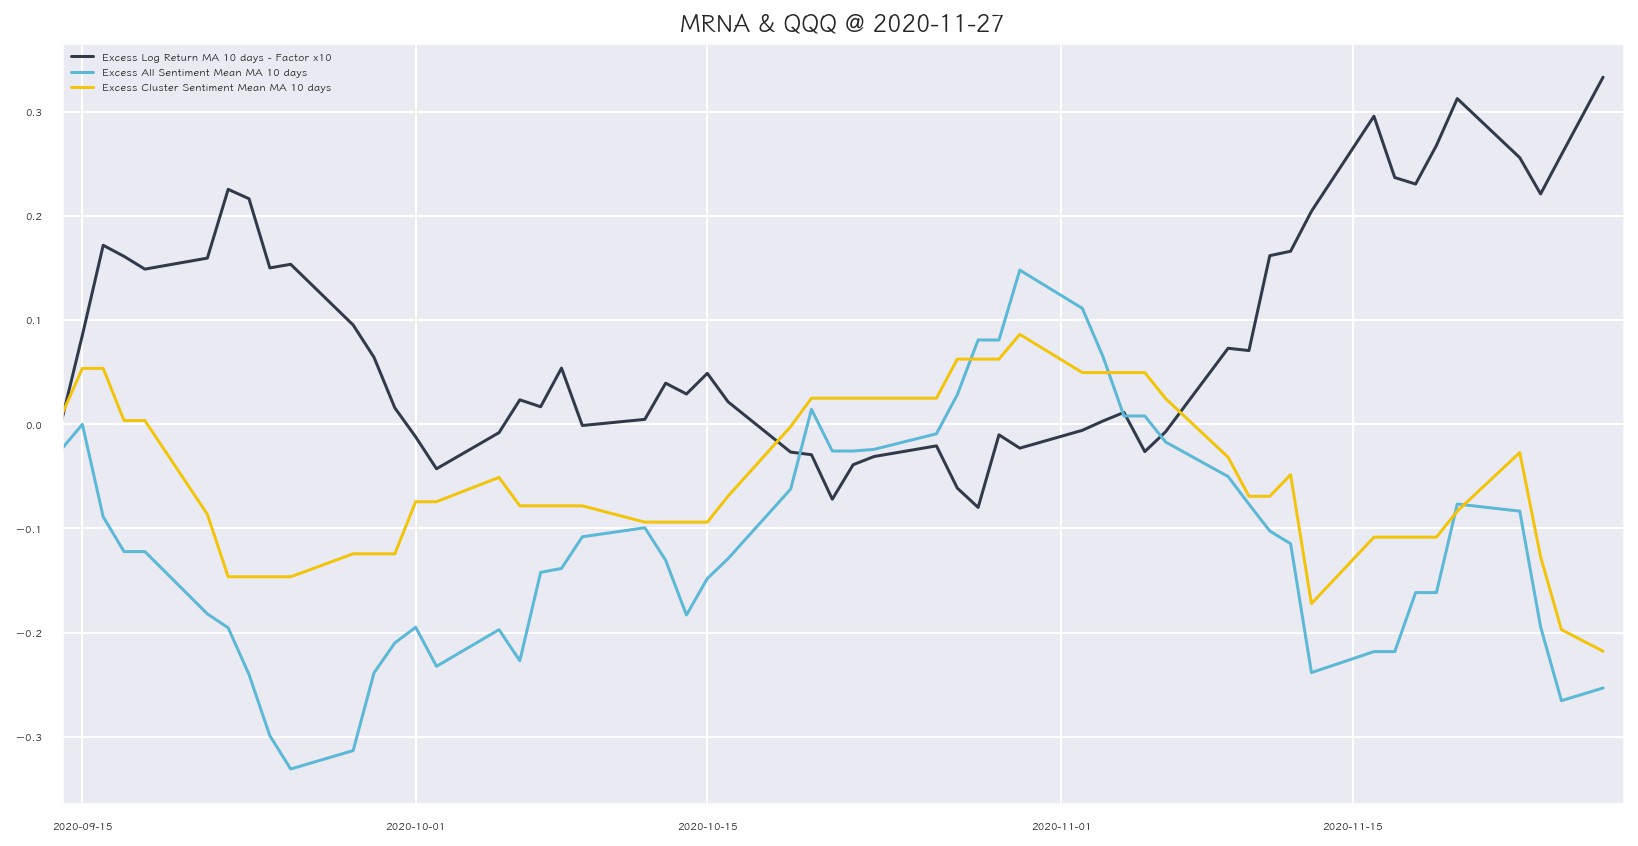 MRNA & QQQ @ 2020-11-27
Excess Log Return MA 10 days - Factor x10
Excess All Sentiment Mean MA 10 days
Excess Cluster Sentiment Mean MA 10 days
0.3
0.2
0.1
0.0
−0.1
−0.2
−0.3
2020-09-15 2020-10-01 2020-10-15 2020-11-01 2020-11-15